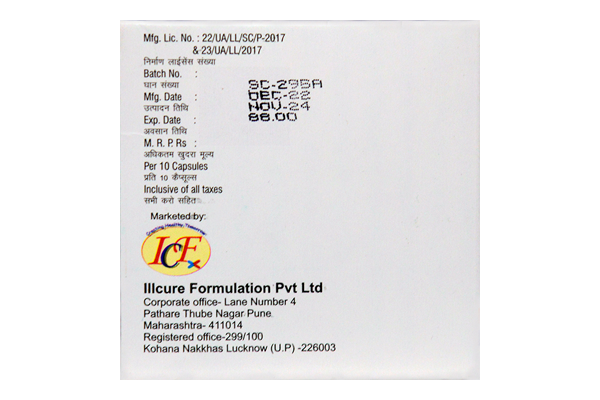 Mfg. Lic. No. : 22/UA/LL/SC/P-2017
& 23/UA/LL/2017
निर्माण लाईसेंस संख्या
Batch No. :
घान संख्या
SC-295A
Mfg. Date :
DEC-22
उत्पादन तिथि
NOV-24
Exp. Date :
88.00
अवसान तिथि
M. R. P. Rs :
अधिकतम खुदरा मूल्य
Per 10 Capsules
प्रति 10 कैप्सूल्स
Inclusive of all taxes
सभी करो सहित
Marketed by:
Creating Healthy Tomorrow
ICFx
Illcure Formulation Pvt Ltd
Corporate office- Lane Number 4
Pathare Thube Nagar Pune
Maharashtra- 411014
Registered office-299/100
Kohana Nakkhas Lucknow (U.P) -226003